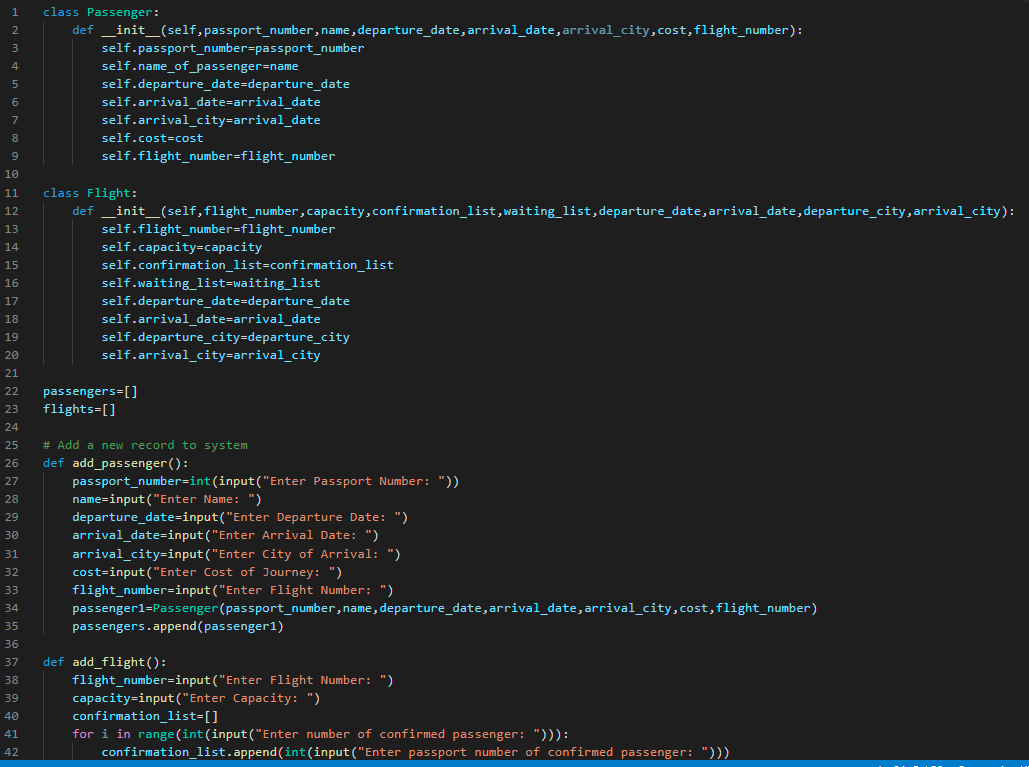 1 class Passenger:
2     def __init__(self,passport_number,name,departure_date,arrival_date,arrival_city,cost,flight_number):
3         self.passport_number=passport_number
4         self.name_of_passenger=name
5         self.departure_date=departure_date
6         self.arrival_date=arrival_date
7         self.arrival_city=arrival_date
8         self.cost=cost
9         self.flight_number=flight_number
10
11 class Flight:
12     def __init__(self,flight_number,capacity,confirmation_list,waiting_list,departure_date,arrival_date,departure_city,arrival_city):
13         self.flight_number=flight_number
14         self.capacity=capacity
15         self.confirmation_list=confirmation_list
16         self.waiting_list=waiting_list
17         self.departure_date=departure_date
18         self.arrival_date=arrival_date
19         self.departure_city=departure_city
20         self.arrival_city=arrival_city
21
22 passengers=[]
23 flights=[]
24
25 # Add a new record to system
26 def add_passenger():
27     passport_number=int(input("Enter Passport Number: "))
28     name=input("Enter Name: ")
29     departure_date=input("Enter Departure Date: ")
30     arrival_date=input("Enter Arrival Date: ")
31     arrival_city=input("Enter City of Arrival: ")
32     cost=input("Enter Cost of Journey: ")
33     flight_number=input("Enter Flight Number: ")
34     passenger1=Passenger(passport_number,name,departure_date,arrival_date,arrival_city,cost,flight_number)
35     passengers.append(passenger1)
36
37 def add_flight():
38     flight_number=input("Enter Flight Number: ")
39     capacity=input("Enter Capacity: ")
40     confirmation_list=[]
41     for i in range(int(input("Enter number of confirmed passenger: "))):
42         confirmation_list.append(int(input("Enter passport number of confirmed passenger: ")))